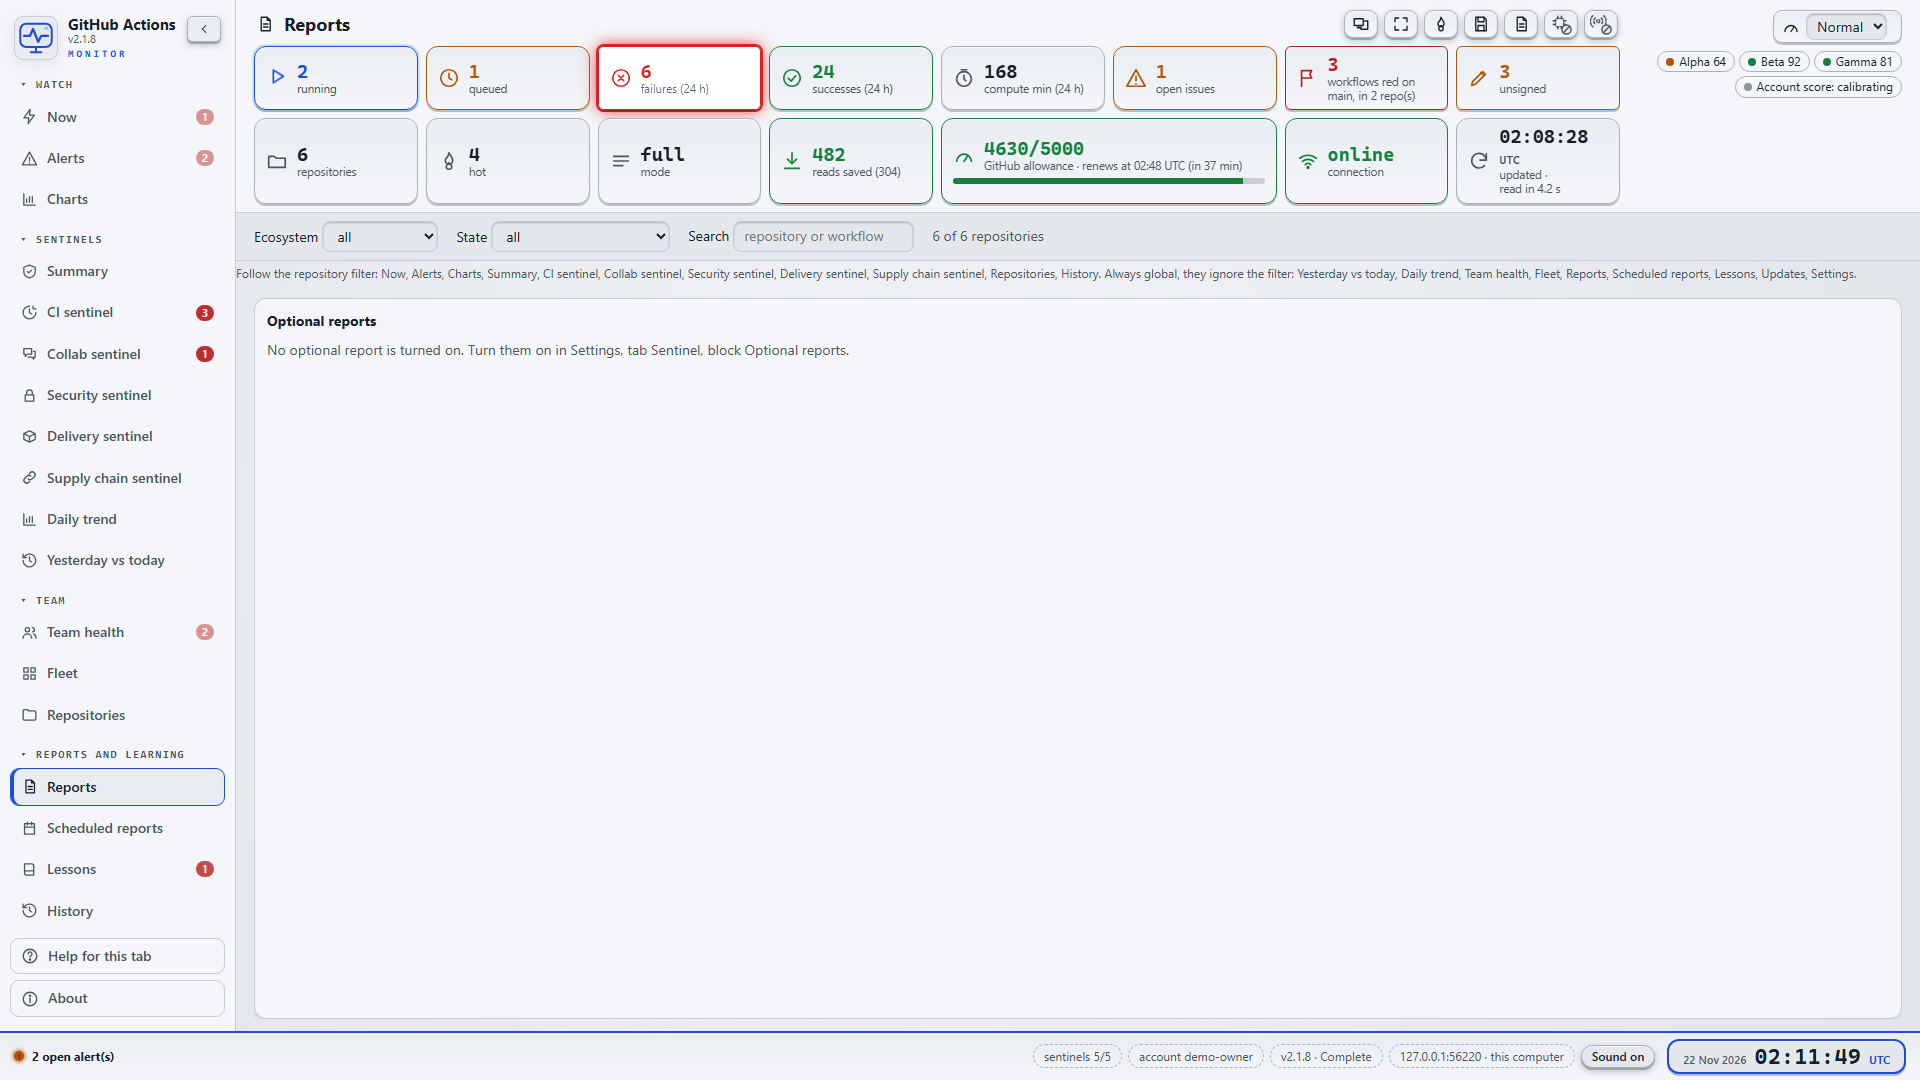 GitHub Actions
v2.1.8
MONITOR
WATCH
Now 1
Alerts 2
Charts
SENTINELS
Summary
CI sentinel 3
Collab sentinel 1
Security sentinel
Delivery sentinel
Supply chain sentinel
Daily trend
Yesterday vs today
TEAM
Team health 2
Fleet
Repositories
REPORTS AND LEARNING
Reports
Scheduled reports
Lessons 1
History
Help for this tab
About
Reports
Normal
2
running
1
queued
6
failures (24 h)
24
successes (24 h)
168
compute min (24 h)
1
open issues
3
workflows red on
main, in 2 repo(s)
3
unsigned
Alpha 64
Beta 92
Gamma 81
Account score: calibrating
6
repositories
4
hot
full
mode
482
reads saved (304)
4630/5000
GitHub allowance · renews at 02:48 UTC (in 37 min)
online
connection
02:08:28
UTC
updated ·
read in 4.2 s
Ecosystem all State all Search repository or workflow 6 of 6 repositories
Follow the repository filter: Now, Alerts, Charts, Summary, CI sentinel, Collab sentinel, Security sentinel, Delivery sentinel, Supply chain sentinel, Repositories, History. Always global, they ignore the filter: Yesterday vs today, Daily trend, Team health, Fleet, Reports, Scheduled reports, Lessons, Updates, Settings.
Optional reports
No optional report is turned on. Turn them on in Settings, tab Sentinel, block Optional reports.
2 open alert(s)
sentinels 5/5
account demo-owner
v2.1.8 · Complete
127.0.0.1:56220 · this computer
Sound on
22 Nov 2026 02:11:49 UTC